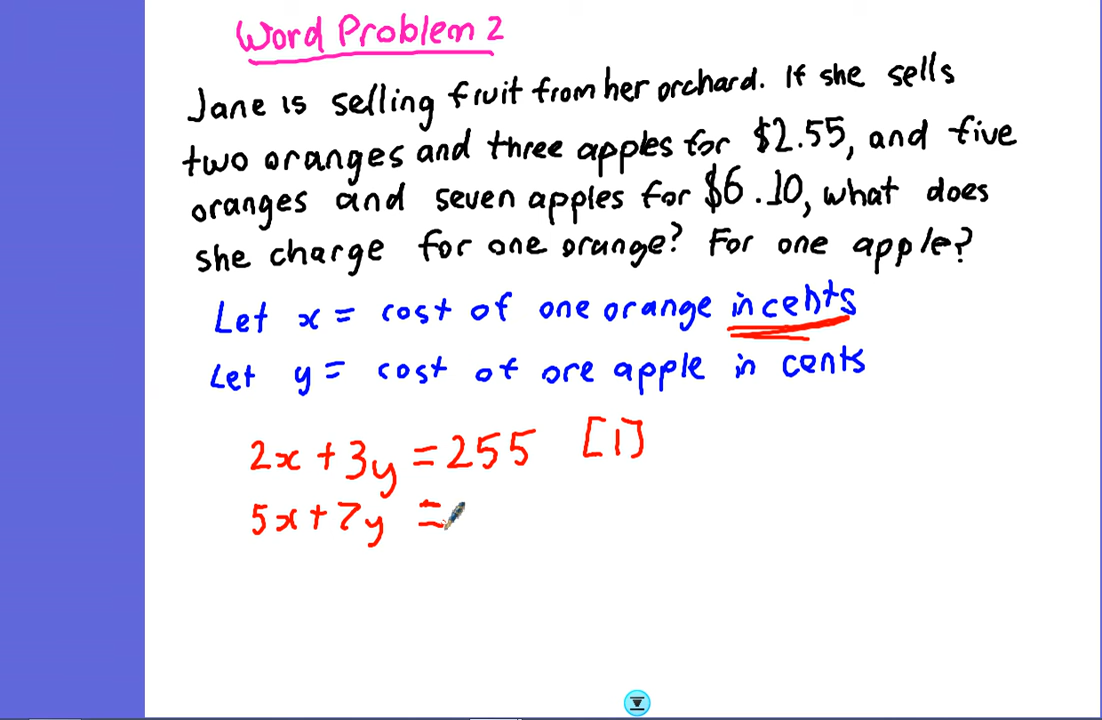 Word Problem 2
Jane is selling fruit from her orchard. If she sells
two oranges and three apples for $2.55, and five
oranges and seven apples for $6.10, what does
she charge for one orange? For one apple?
Let x = cost of one orange in cents
Let y = cost of one apple in cents
2x + 3y = 255 [1]
5x + 7y =